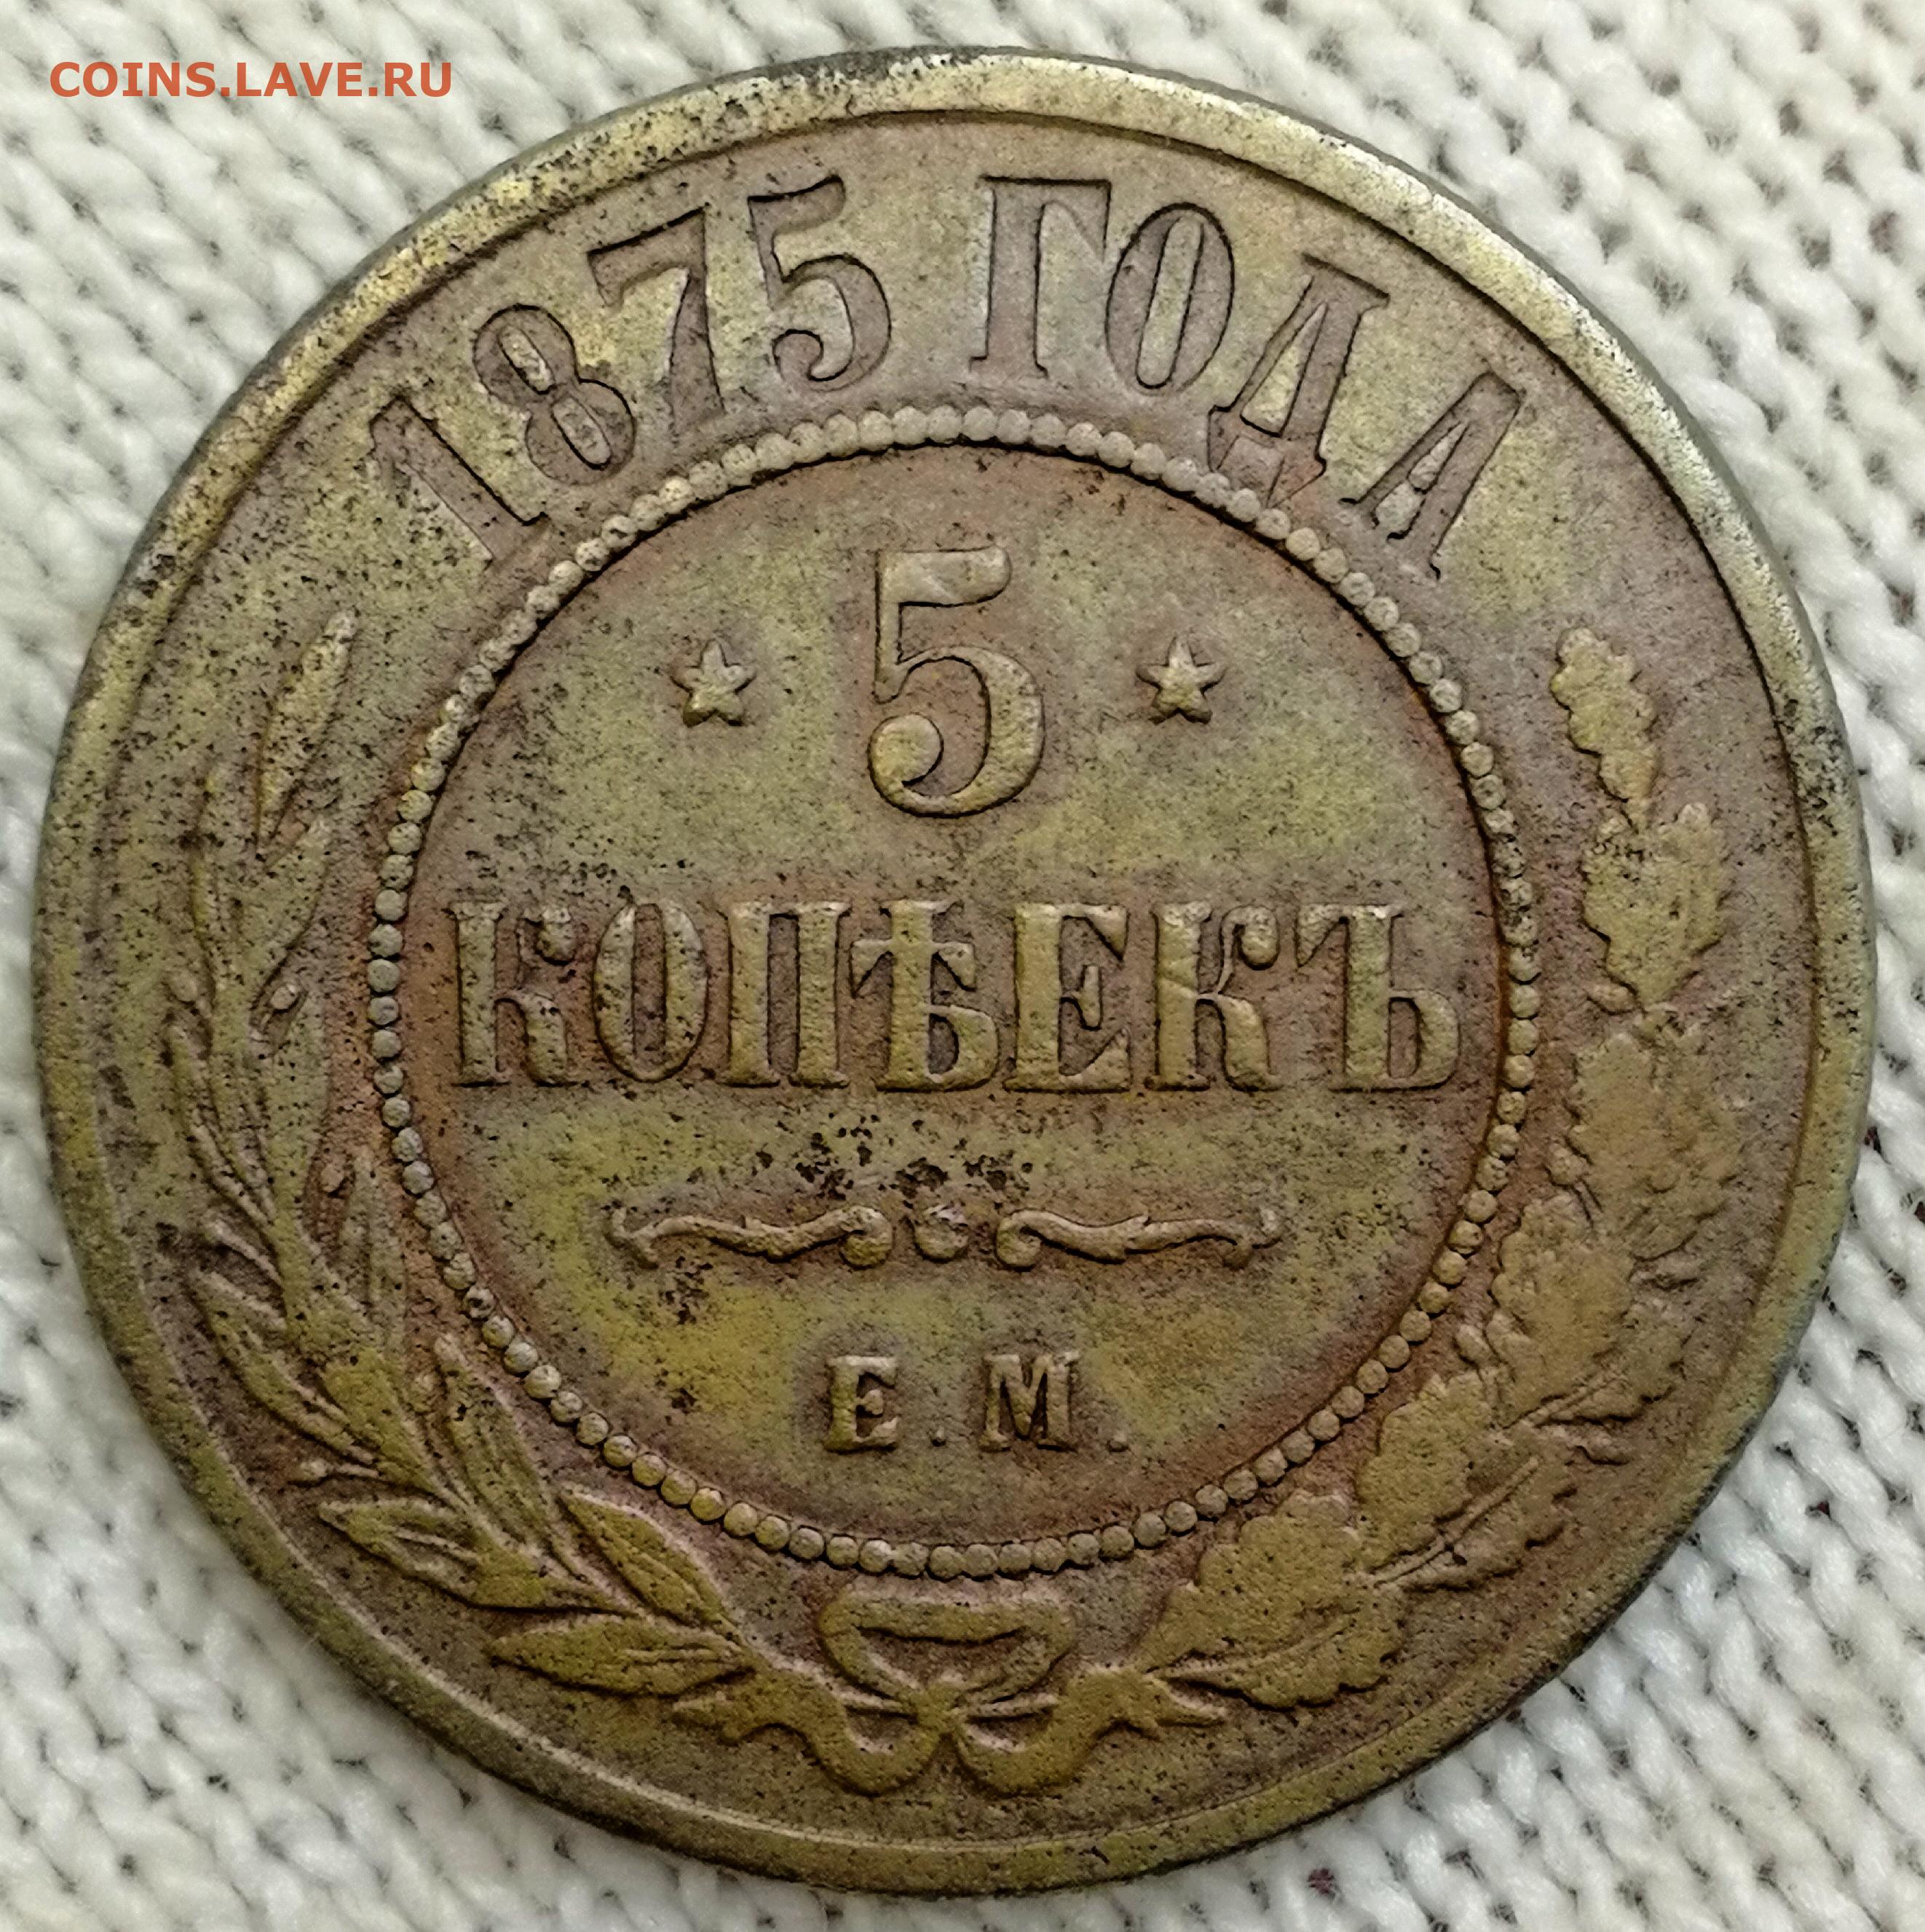 COINS.LAVE.RU
1875 ГОДА
5
КОПѢЕКЪ
Е.М.